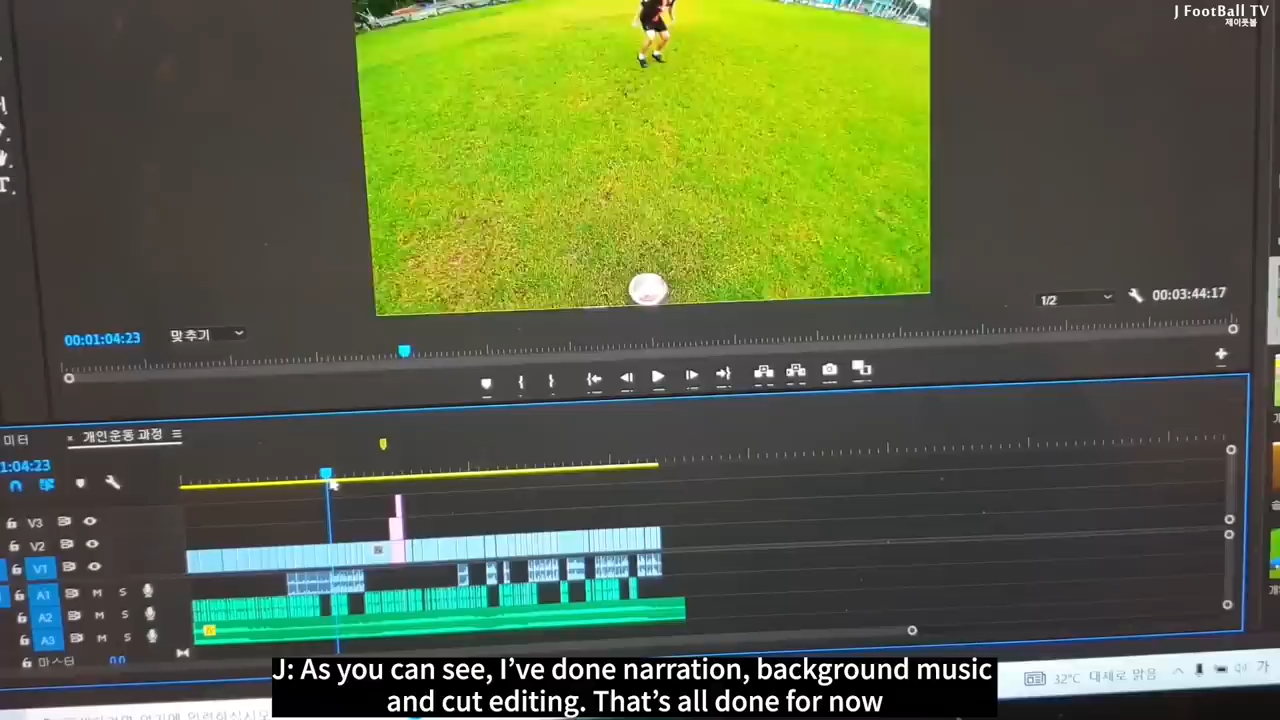 J FootBall TV
제이풋볼
T
00:01:04:23
맞추기
1/2
00:03:44:17
미터
× 개인운동 과정
1:04:23
V3
V2
V1
A1 M S
A2 M S
A3 M S
마스터 0.0
32°C 대체로 맑음
가
J: As you can see, I’ve done narration, background music
and cut editing. That’s all done for now